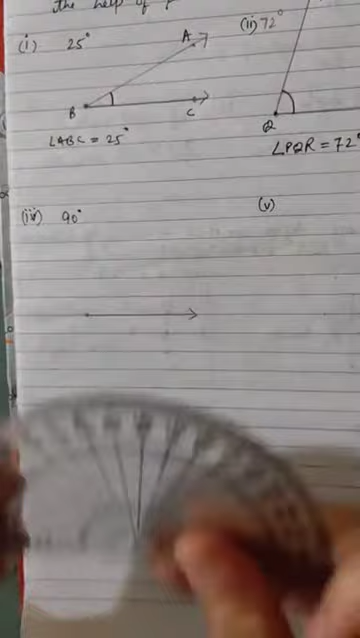 the help of
(i) 25°
(ii) 72°
A
B
C
∠ABC = 25°
Q
∠PQR = 72°
(iv) 90°
(v)